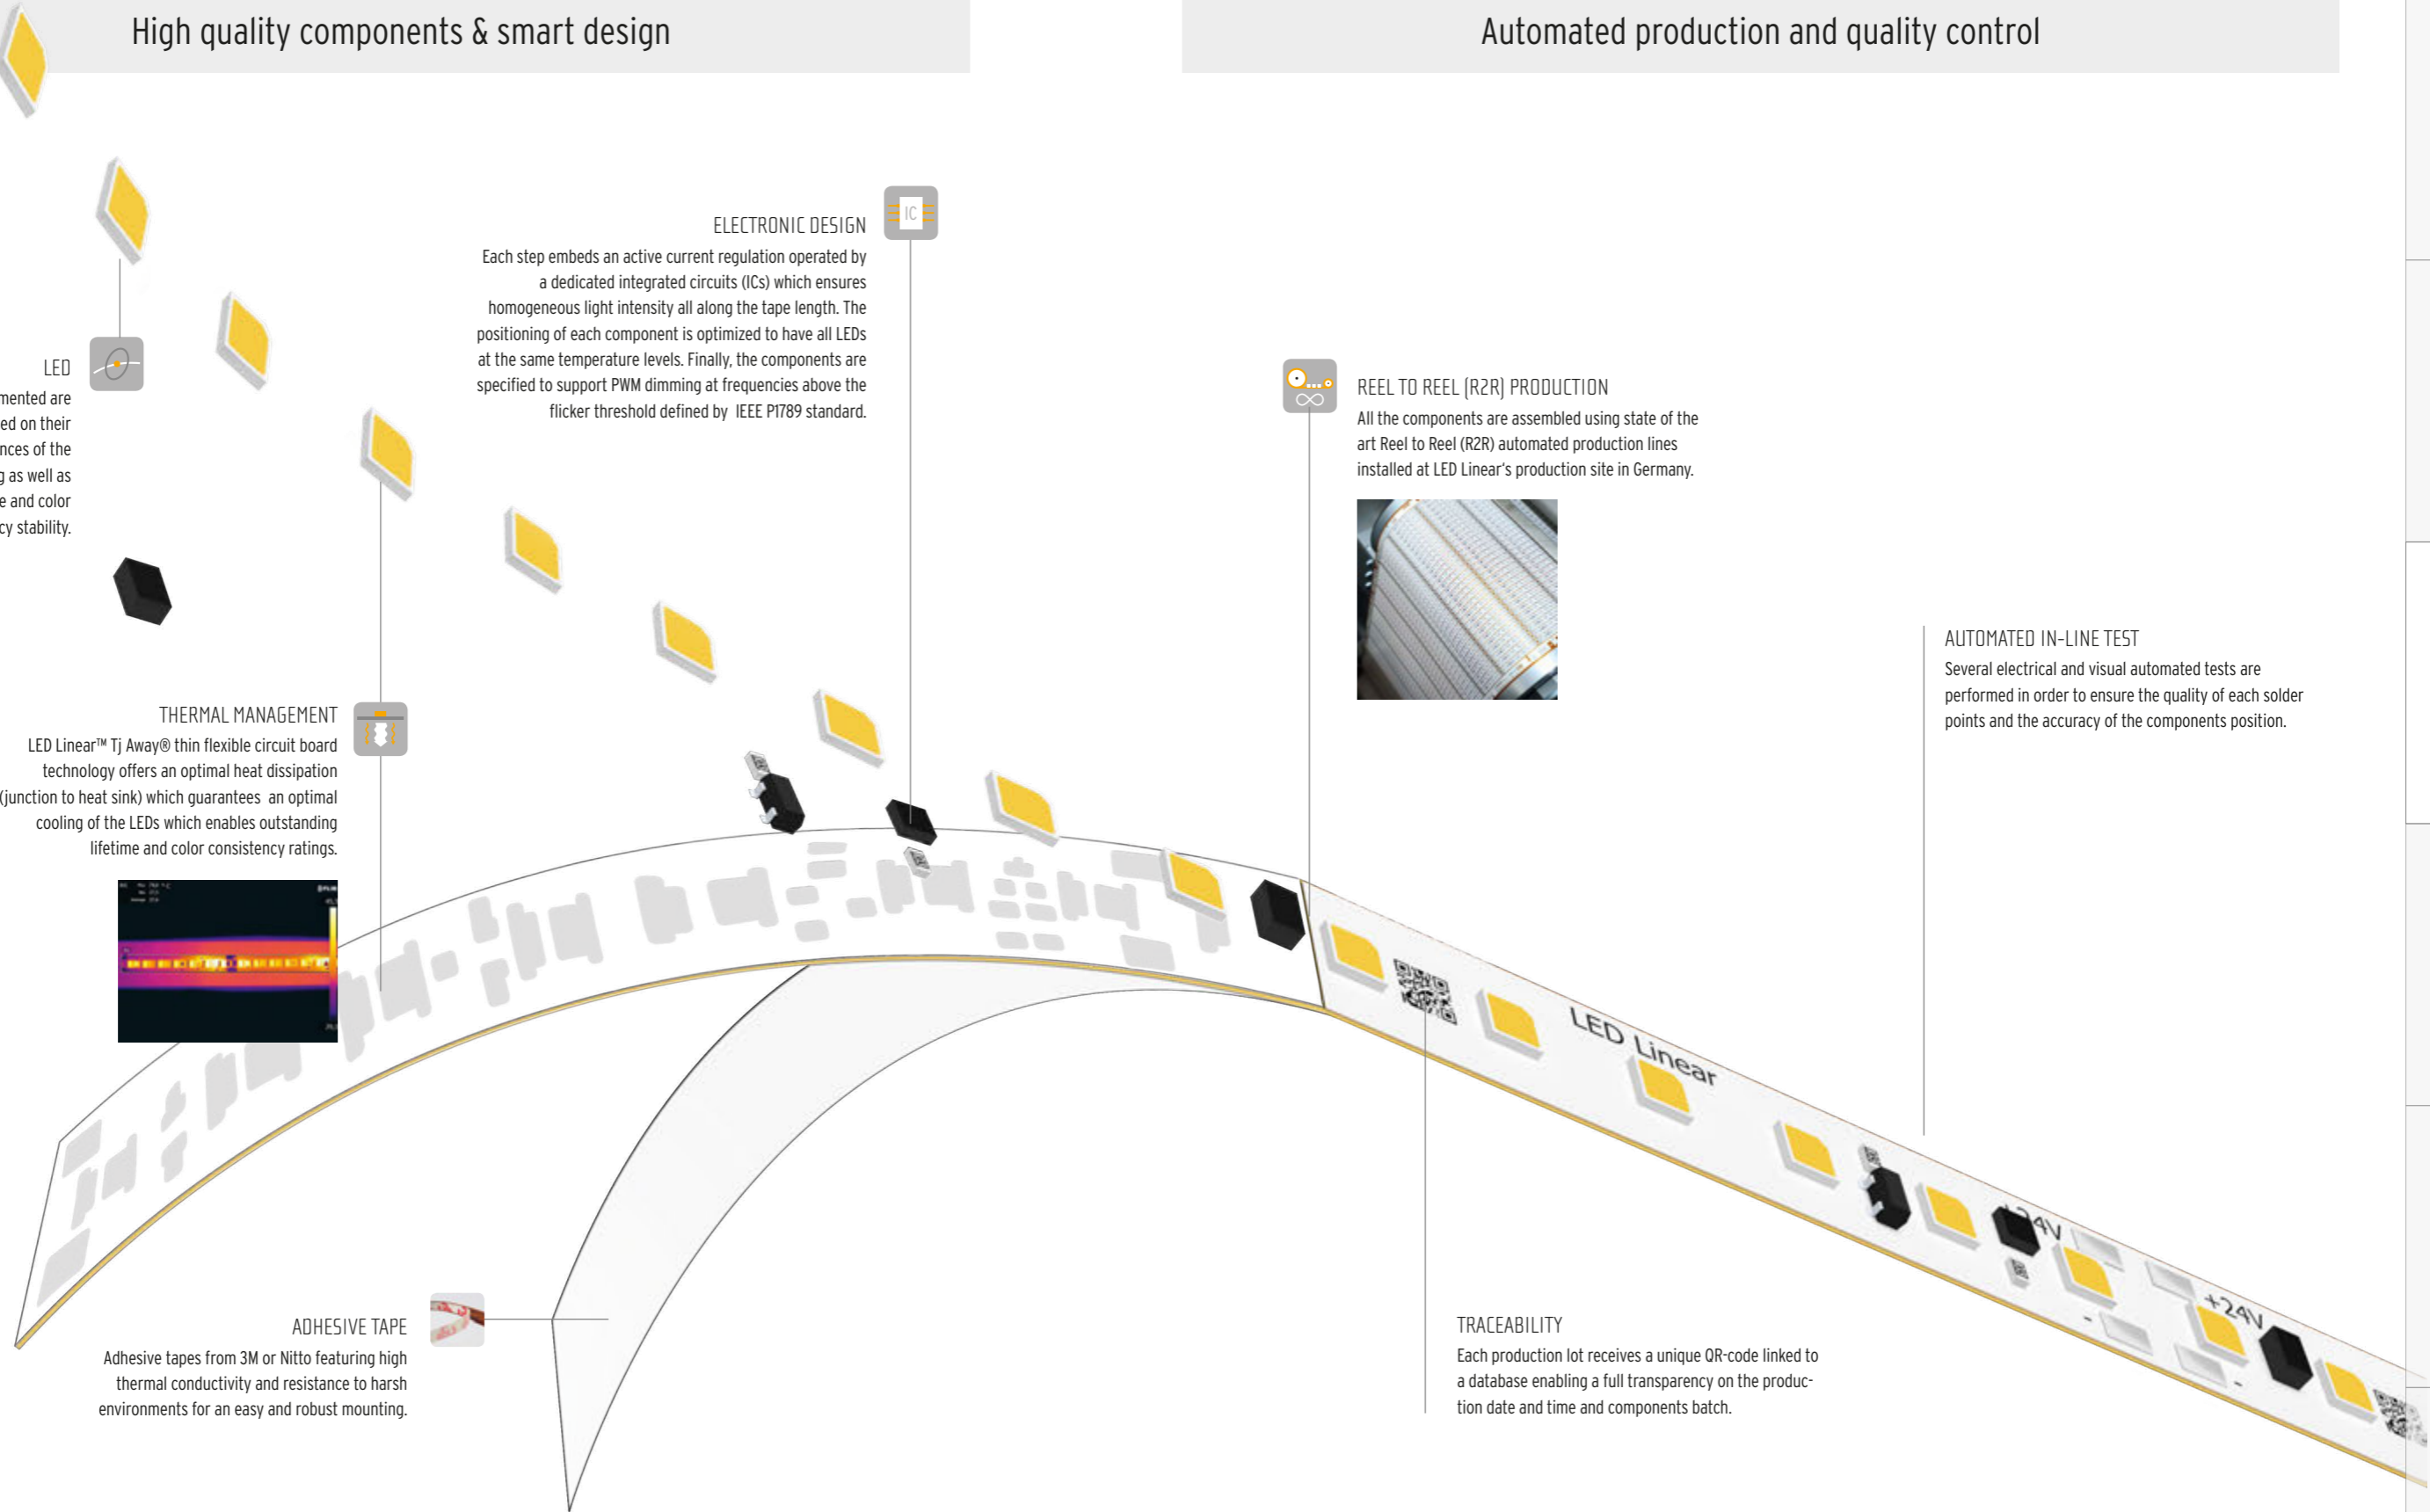 High quality components & smart design
Automated production and quality control
ELECTRONIC DESIGN
IC
Each step embeds an active current regulation operated by
a dedicated integrated circuits (ICs) which ensures
homogeneous light intensity all along the tape length. The
positioning of each component is optimized to have all LEDs
at the same temperature levels. Finally, the components are
specified to support PWM dimming at frequencies above the
flicker threshold defined by IEEE P1789 standard.
LED
mented are
ed on their
nces of the
g as well as
e and color
cy stability.
REEL TO REEL (R2R) PRODUCTION
All the components are assembled using state of the
art Reel to Reel (R2R) automated production lines
installed at LED Linear's production site in Germany.
AUTOMATED IN-LINE TEST
Several electrical and visual automated tests are
performed in order to ensure the quality of each solder
points and the accuracy of the components position.
THERMAL MANAGEMENT
LED Linear™ Tj Away® thin flexible circuit board
technology offers an optimal heat dissipation
(junction to heat sink) which guarantees an optimal
cooling of the LEDs which enables outstanding
lifetime and color consistency ratings.
LED Linear
+24V
+24V
-
-
ADHESIVE TAPE
Adhesive tapes from 3M or Nitto featuring high
thermal conductivity and resistance to harsh
environments for an easy and robust mounting.
TRACEABILITY
Each production lot receives a unique QR-code linked to
a database enabling a full transparency on the produc-
tion date and time and components batch.